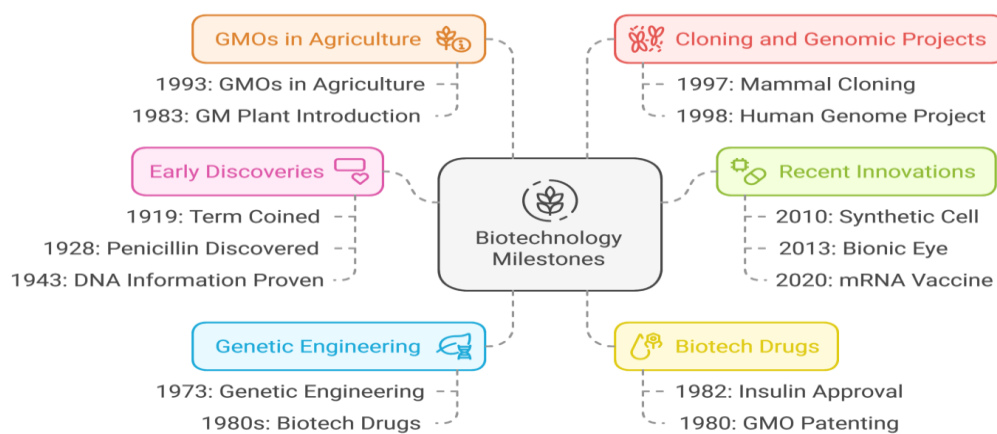 GMOs in Agriculture
1993: GMOs in Agriculture
1983: GM Plant Introduction
Cloning and Genomic Projects
1997: Mammal Cloning
1998: Human Genome Project
Early Discoveries
1919: Term Coined
1928: Penicillin Discovered
1943: DNA Information Proven
Biotechnology
Milestones
Recent Innovations
2010: Synthetic Cell
2013: Bionic Eye
2020: mRNA Vaccine
Genetic Engineering
1973: Genetic Engineering
1980s: Biotech Drugs
Biotech Drugs
1982: Insulin Approval
1980: GMO Patenting